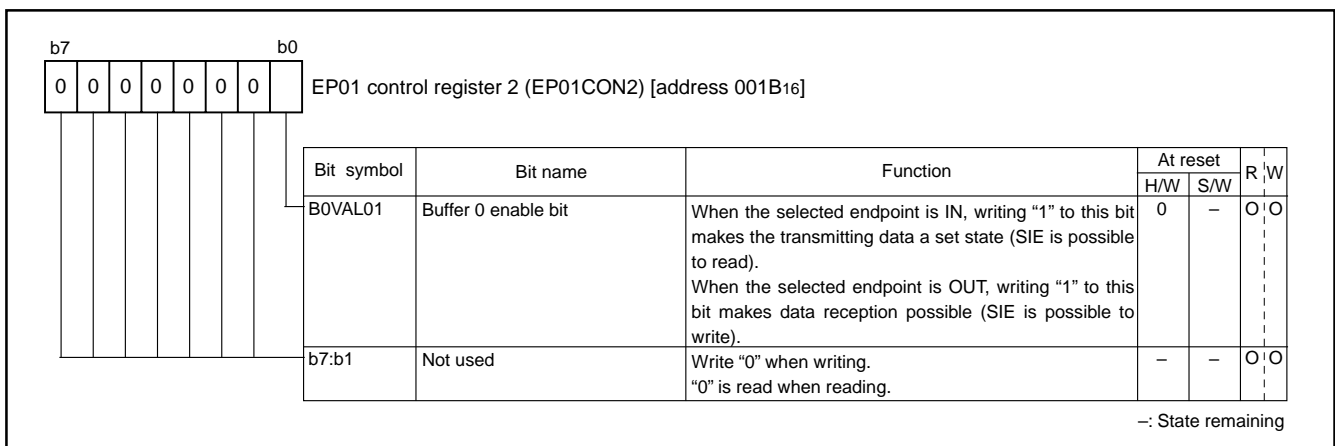 b7 b0
0 0 0 0 0 0 0
EP01 control register 2 (EP01CON2) [address 001B16]
Bit symbol Bit name Function At reset R W
H/W S/W
B0VAL01 Buffer 0 enable bit When the selected endpoint is IN, writing “1” to this bit 0 – O O
makes the transmitting data a set state (SIE is possible
to read).
When the selected endpoint is OUT, writing “1” to this
bit makes data reception possible (SIE is possible to
write).
b7:b1 Not used Write “0” when writing. – – O O
“0” is read when reading.
–: State remaining